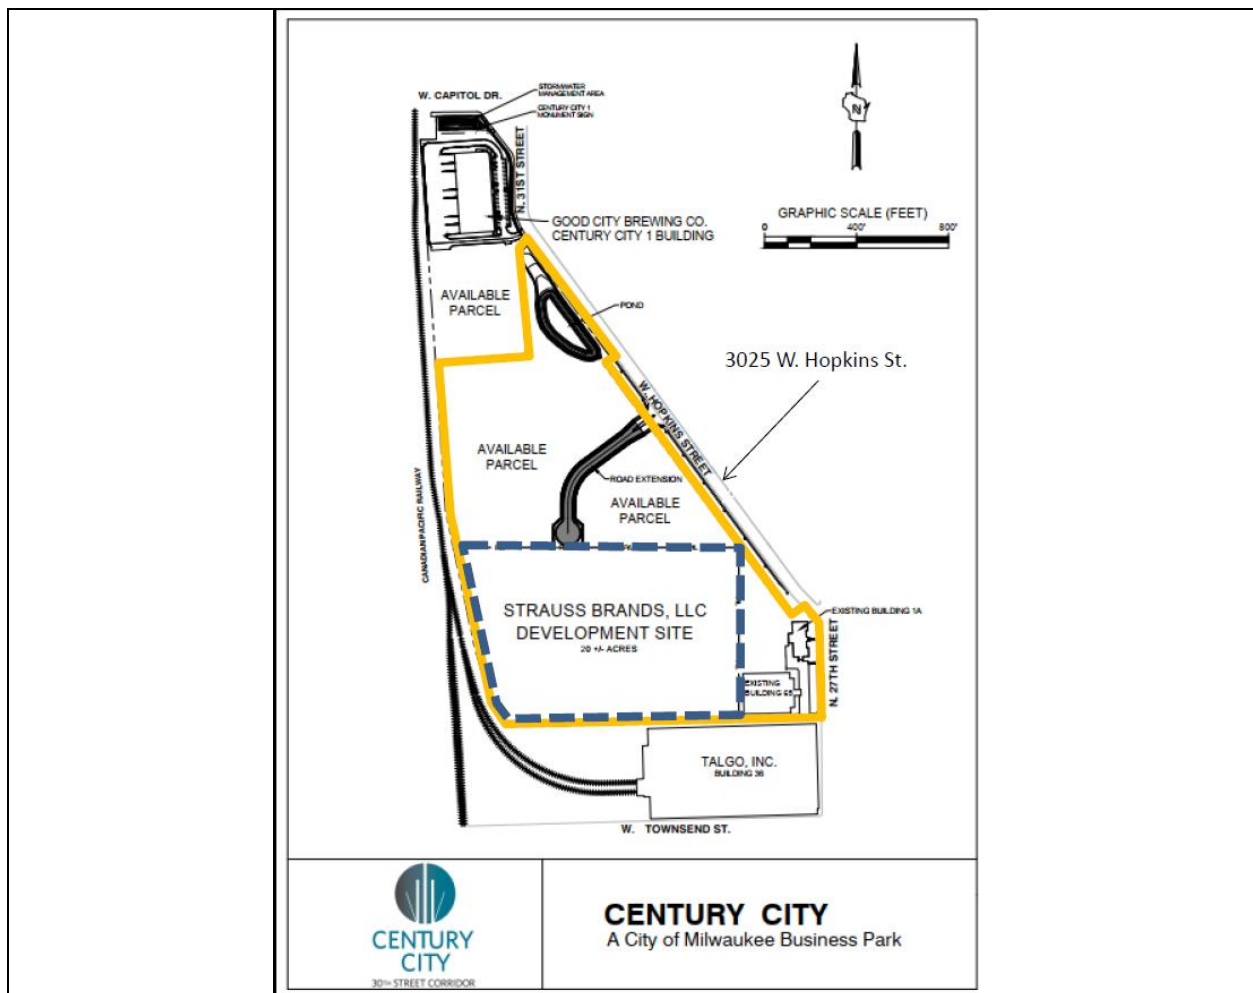 W. CAPITOL DR.
STORMWATER
MANAGEMENT AREA
CENTURY CITY 1
MONUMENT SIGN
N. 31ST STREET
N
GOOD CITY BREWING CO.
CENTURY CITY 1 BUILDING
GRAPHIC SCALE (FEET)
0 400' 800'
AVAILABLE
PARCEL
POND
3025 W. Hopkins St.
W. HOPKINS STREET
AVAILABLE
PARCEL
ROAD EXTENSION
AVAILABLE
PARCEL
CANADIAN PACIFIC RAILWAY
STRAUSS BRANDS, LLC
DEVELOPMENT SITE
20 +/- ACRES
EXISTING BUILDING 1A
N. 27TH STREET
EXISTING
BUILDING 65
TALGO, INC.
BUILDING 36
W. TOWNSEND ST.
CENTURY
CITY
30TH STREET CORRIDOR
CENTURY CITY
A City of Milwaukee Business Park